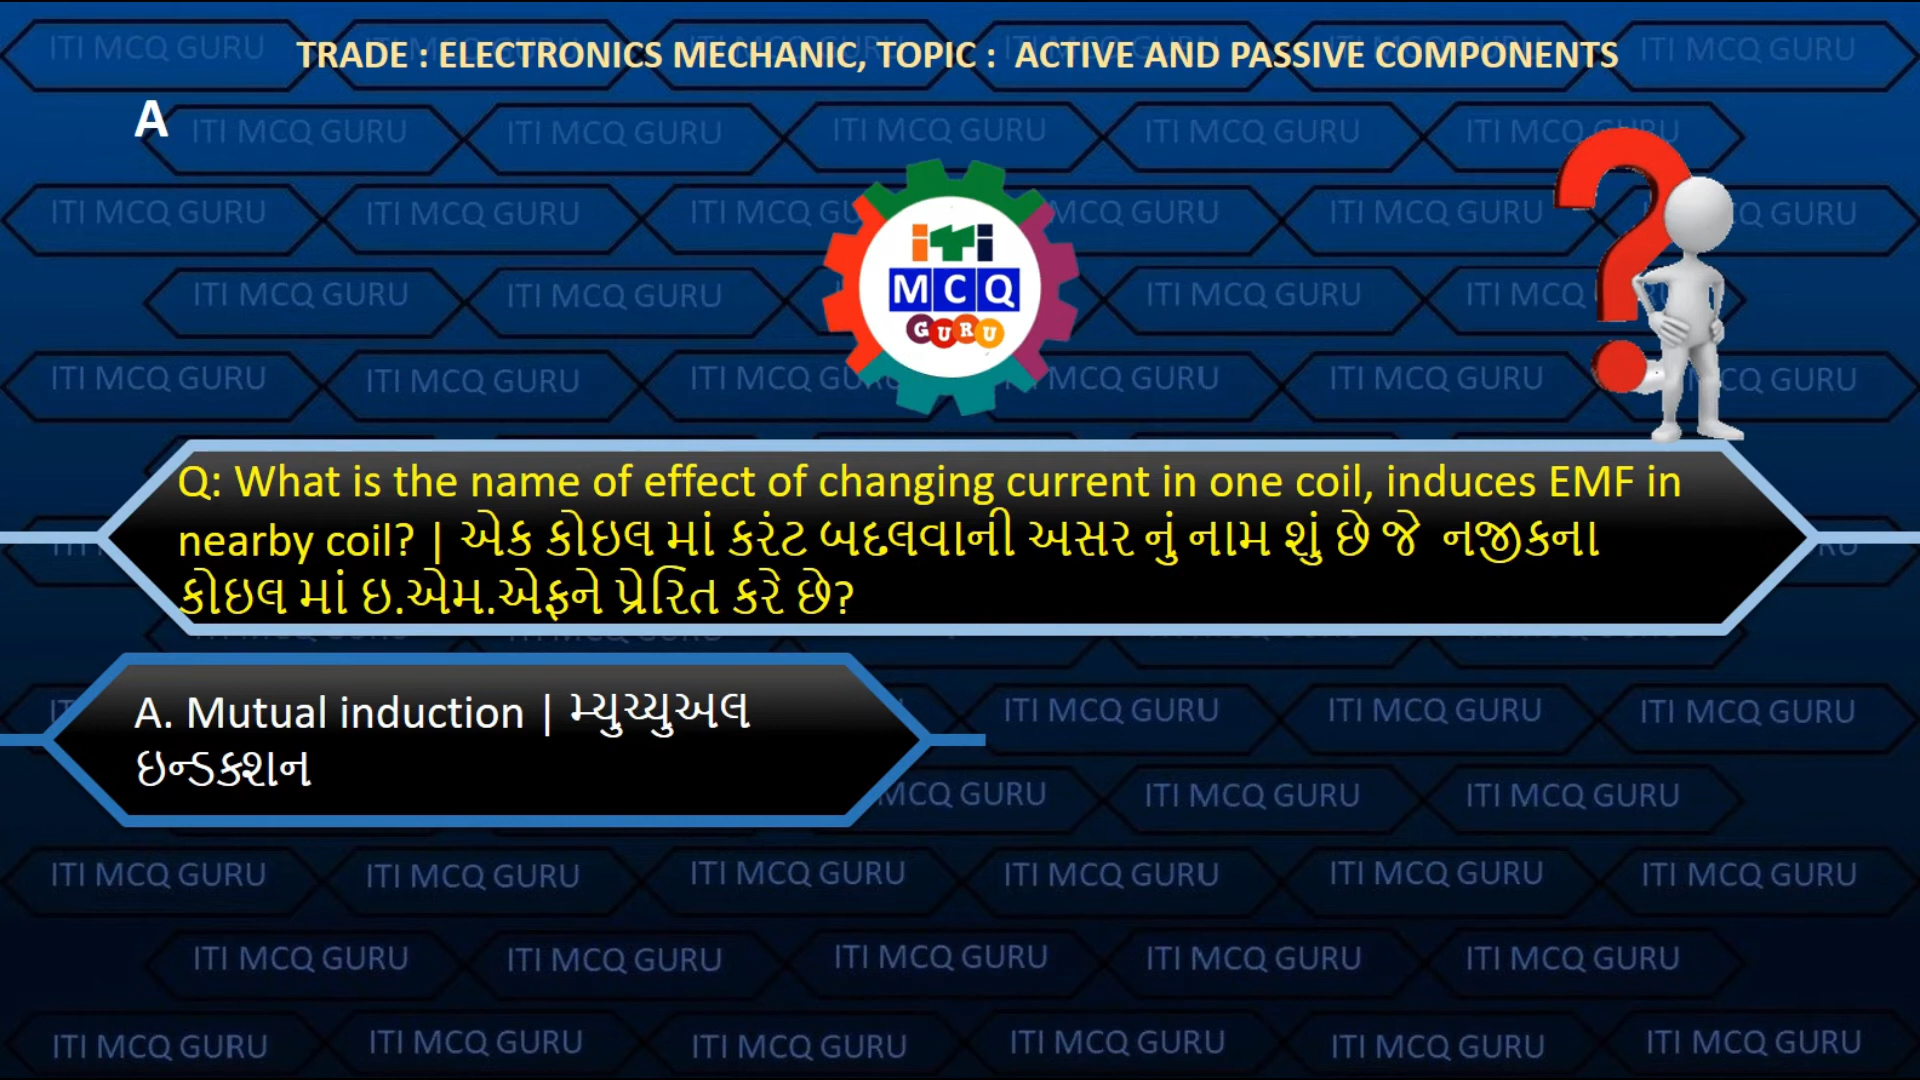 TRADE : ELECTRONICS MECHANIC, TOPIC : ACTIVE AND PASSIVE COMPONENTS
A
iTi
MCQ
GURU
Q: What is the name of effect of changing current in one coil, induces EMF in
nearby coil? | એક કોઇલ માં કરંટ બદલવાની અસર નું નામ શું છે જે નજીકના
કોઇલ માં ઇ.એમ.એફને પ્રેરિત કરે છે?
A. Mutual induction | મ્યુચ્યુઅલ
ઇન્ડક્શન
ITI MCQ GURU